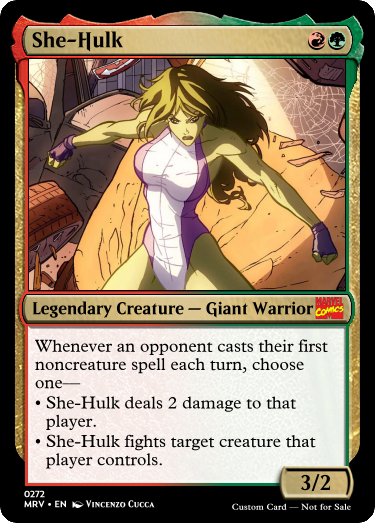 She-Hulk
Legendary Creature — Giant Warrior
MARVEL
COMICS
Whenever an opponent casts their first
noncreature spell each turn, choose
one—
• She-Hulk deals 2 damage to that
player.
• She-Hulk fights target creature that
player controls.
3/2
0272
MRV • EN Vincenzo Cucca
Custom Card — Not for Sale